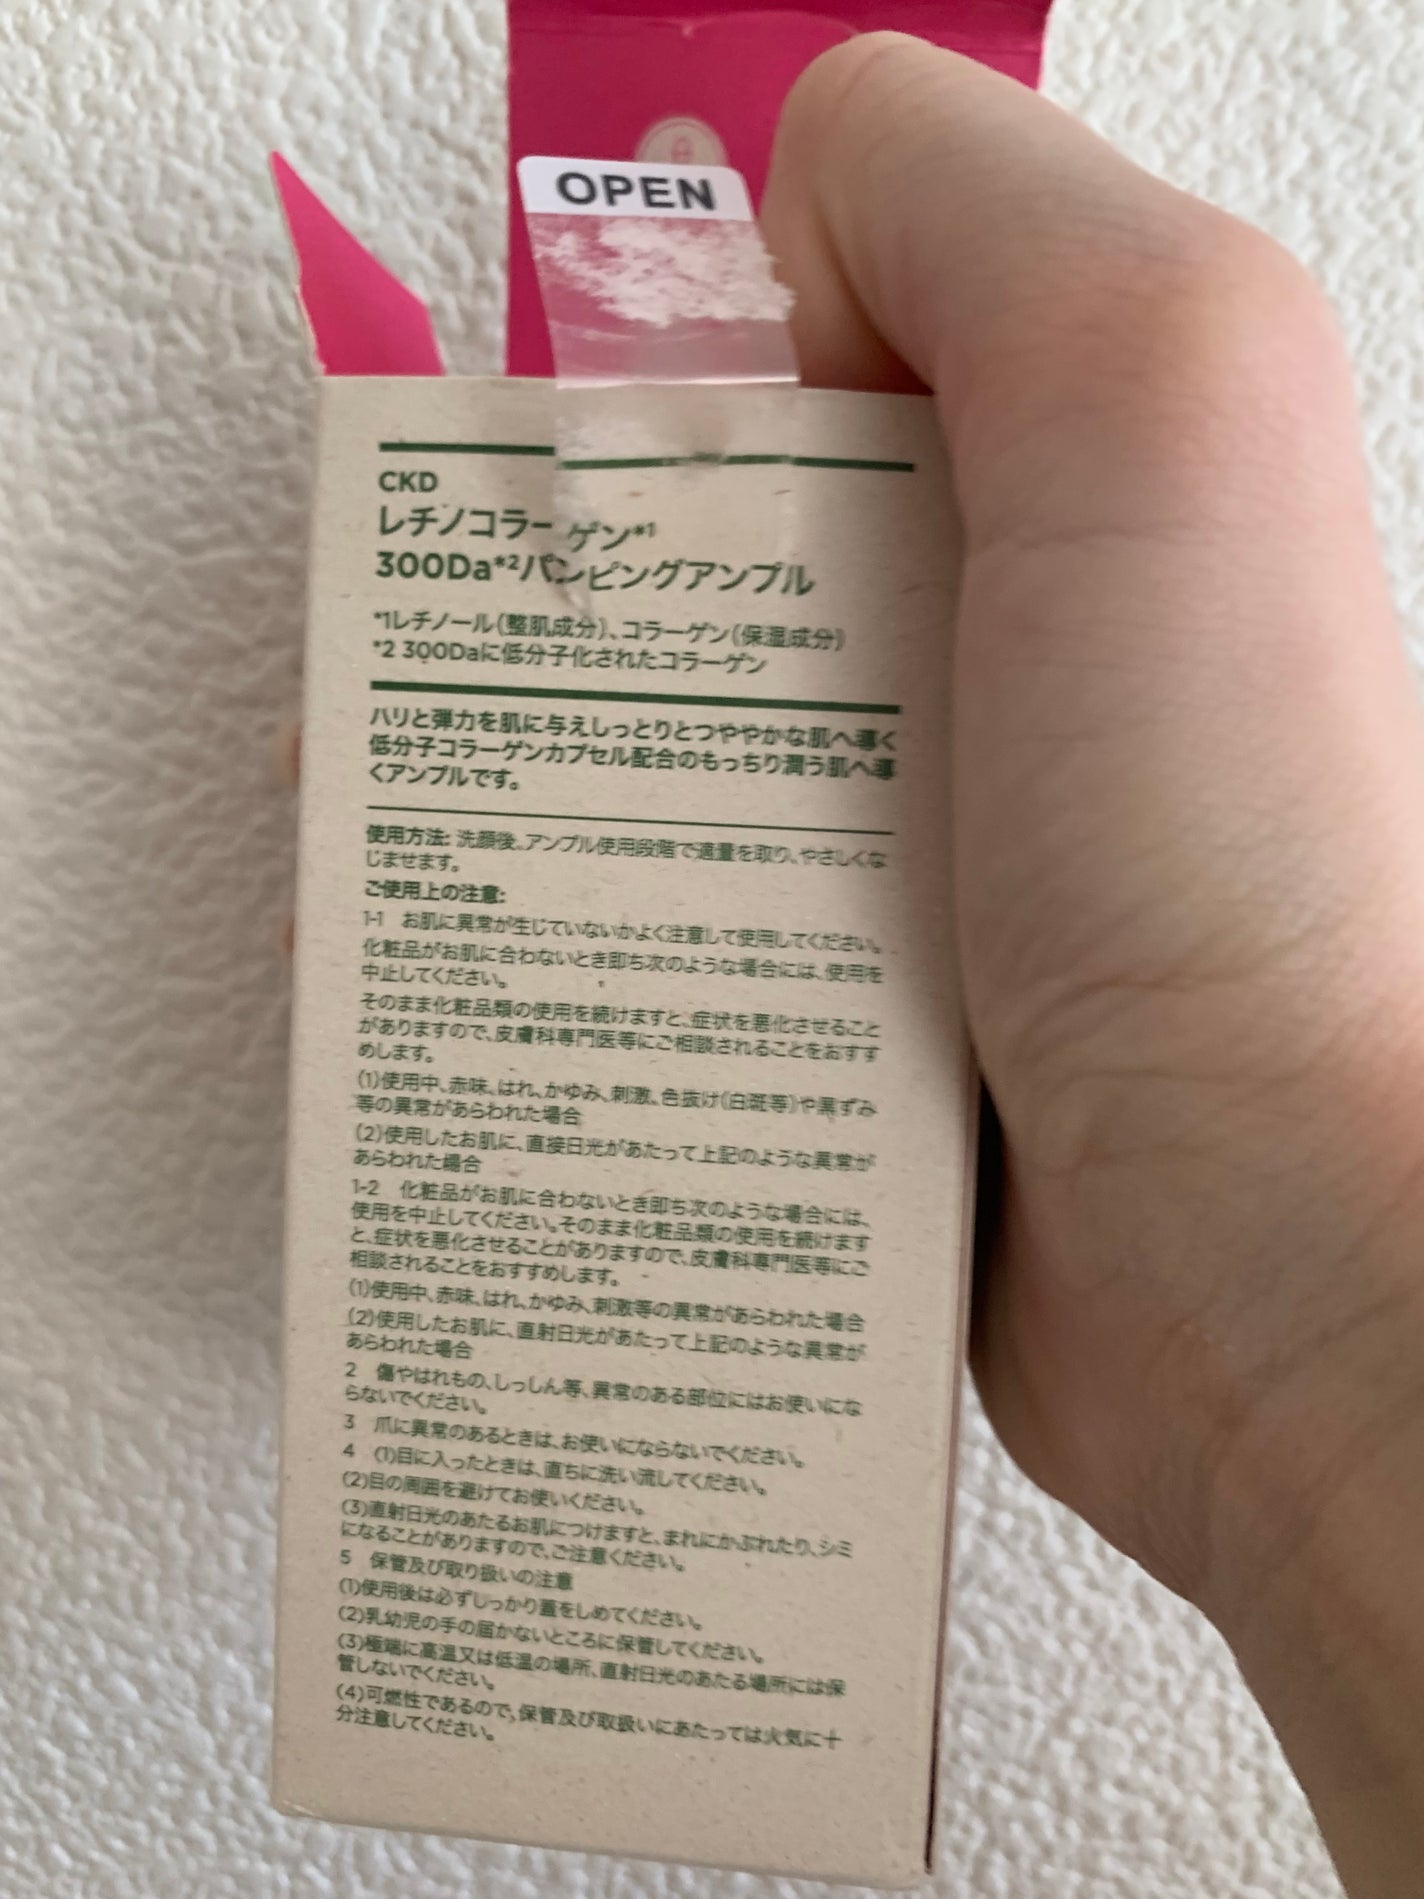 OPEN
CKD
レチノコラーゲン*1
300Da*2パンピングアンプル
*1レチノール(整肌成分)、コラーゲン(保湿成分)
*2 300Daに低分子化されたコラーゲン
ハリと弾力を肌に与えしっとりとつややかな肌へ導く
低分子コラーゲンカプセル配合のもっちり潤う肌へ導
くアンプルです。
使用方法: 洗顔後、アンプル使用段階で適量を取り、やさしくな
じませます。
ご使用上の注意:
1-1 お肌に異常が生じていないかよく注意して使用してください。
化粧品がお肌に合わないとき即ち次のような場合には、使用を
中止してください。
そのまま化粧品類の使用を続けますと、症状を悪化させること
がありますので、皮膚科専門医等にご相談されることをおすす
めします。
(1)使用中、赤味、はれ、かゆみ、刺激、色抜け(白斑等)や黒ずみ
等の異常があらわれた場合
(2)使用したお肌に、直接日光があたって上記のような異常が
あらわれた場合
1-2 化粧品がお肌に合わないとき即ち次のような場合には、
使用を中止してください。そのまま化粧品類の使用を続けます
と、症状を悪化させることがありますので、皮膚科専門医等にご
相談されることをおすすめします。
(1)使用中、赤味、はれ、かゆみ、刺激等の異常があらわれた場合
(2)使用したお肌に、直射日光があたって上記のような異常が
あらわれた場合
2 傷やはれもの、しっしん等、異常のある部位にはお使いにな
らないでください。
3 爪に異常のあるときは、お使いにならないでください。
4 (1)目に入ったときは、直ちに洗い流してください。
(2)目の周囲を避けてお使いください。
(3)直射日光のあたるお肌につけますと、まれにかぶれたり、シミ
になることがありますので、ご注意ください。
5 保管及び取り扱いの注意
(1)使用後は必ずしっかり蓋をしめてください。
(2)乳幼児の手の届かないところに保管してください。
(3)極端に高温又は低温の場所、直射日光のあたる場所には保
管しないでください。
(4)可燃性であるので、保管及び取扱いにあたっては火気に十
分注意してください。